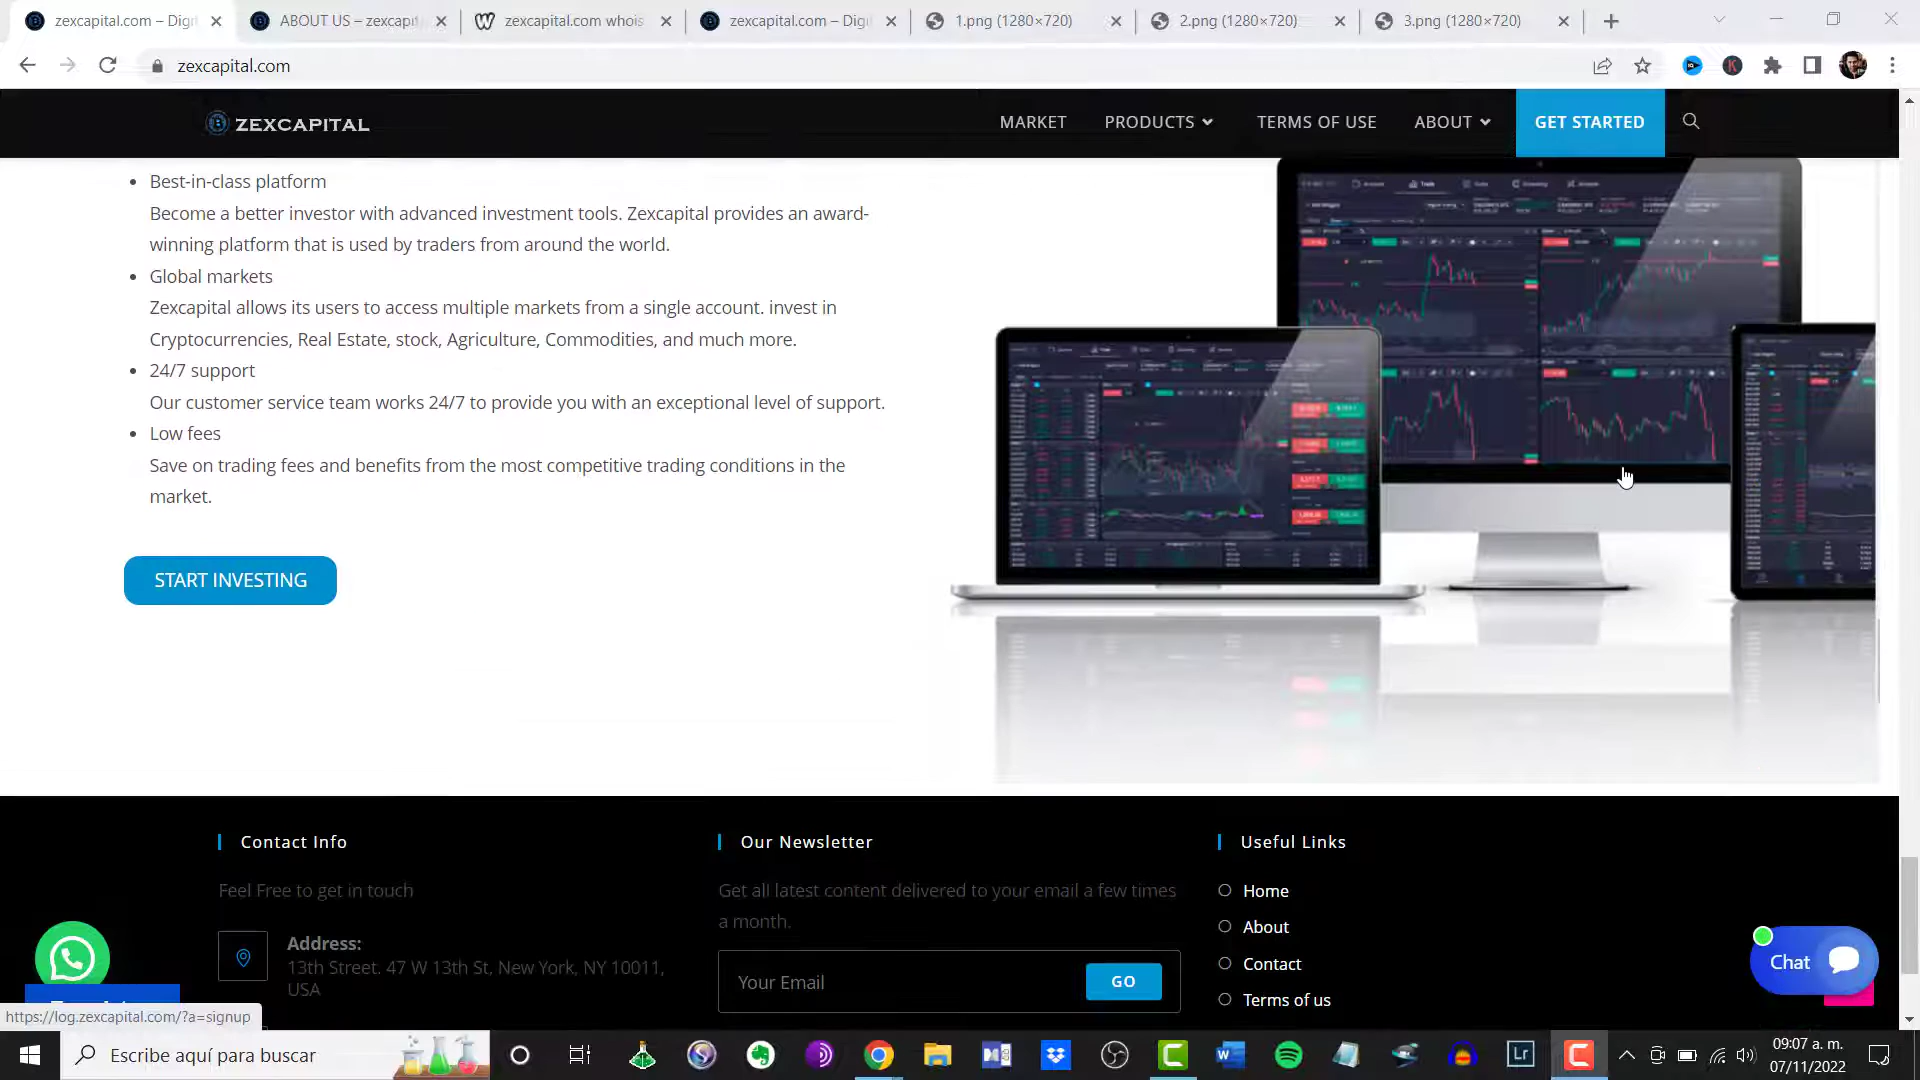 zexcapital.com – Digi
ABOUT US – zexcapit
zexcapital.com whois
zexcapital.com – Digi
1.png (1280×720)
2.png (1280×720)
3.png (1280×720)
zexcapital.com
ZEXCAPITAL
MARKET
PRODUCTS
TERMS OF USE
ABOUT
GET STARTED
Best-in-class platform
Become a better investor with advanced investment tools. Zexcapital provides an award-
winning platform that is used by traders from around the world.
Global markets
Zexcapital allows its users to access multiple markets from a single account. invest in
Cryptocurrencies, Real Estate, stock, Agriculture, Commodities, and much more.
24/7 support
Our customer service team works 24/7 to provide you with an exceptional level of support.
Low fees
Save on trading fees and benefits from the most competitive trading conditions in the
market.
START INVESTING
Contact Info
Feel Free to get in touch
Address:
13th Street. 47 W 13th St, New York, NY 10011,
USA
Our Newsletter
Get all latest content delivered to your email a few times
a month.
Your Email
GO
Useful Links
Home
About
Contact
Terms of us
Chat
https://log.zexcapital.com/?a=signup
Escribe aquí para buscar
Lr
09:07 a. m.
07/11/2022